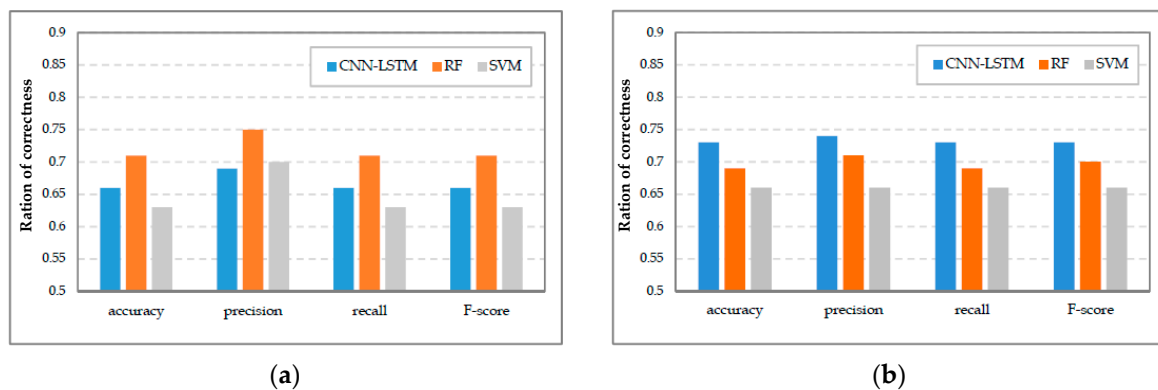 0.9
0.85
0.8
0.75
0.7
0.65
0.6
0.55
0.5
Ration of correctness
CNN-LSTM RF SVM
accuracy precision recall F-score
(a)
0.9
0.85
0.8
0.75
0.7
0.65
0.6
0.55
0.5
Ration of correctness
CNN-LSTM RF SVM
accuracy precision recall F-score
(b)